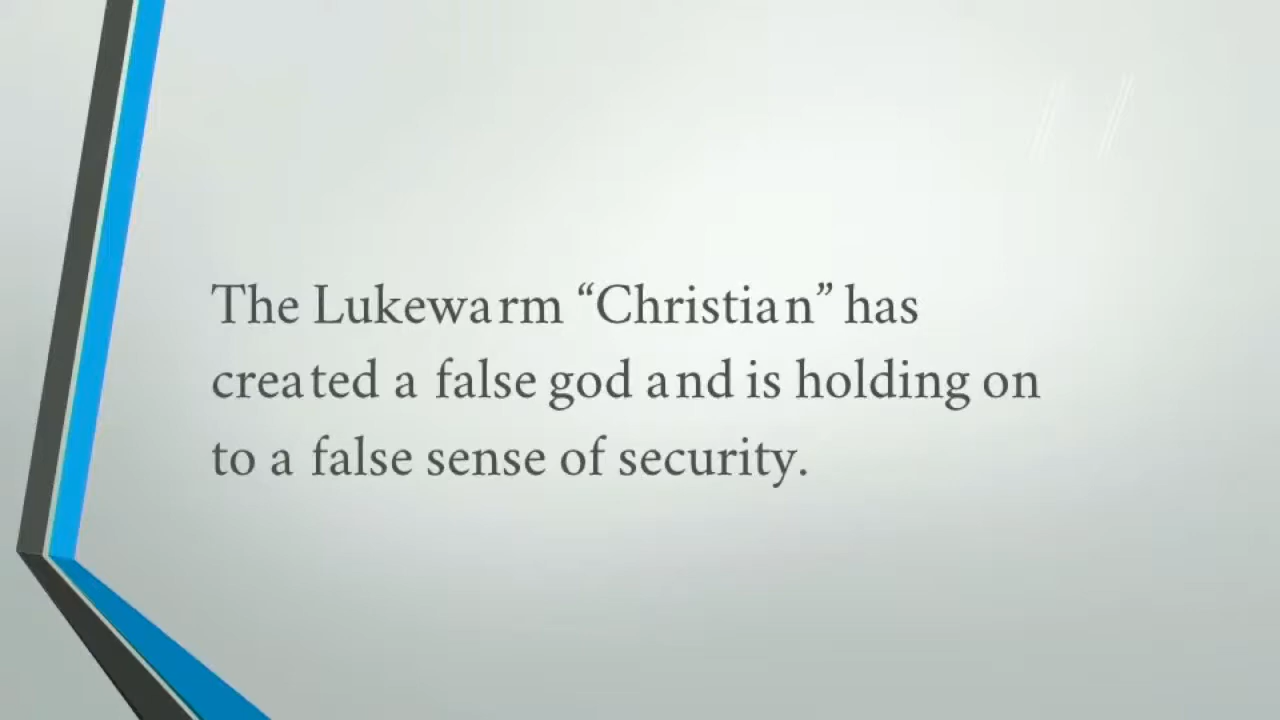 The Lukewarm “Christian” has
created a false god and is holding on
to a false sense of security.